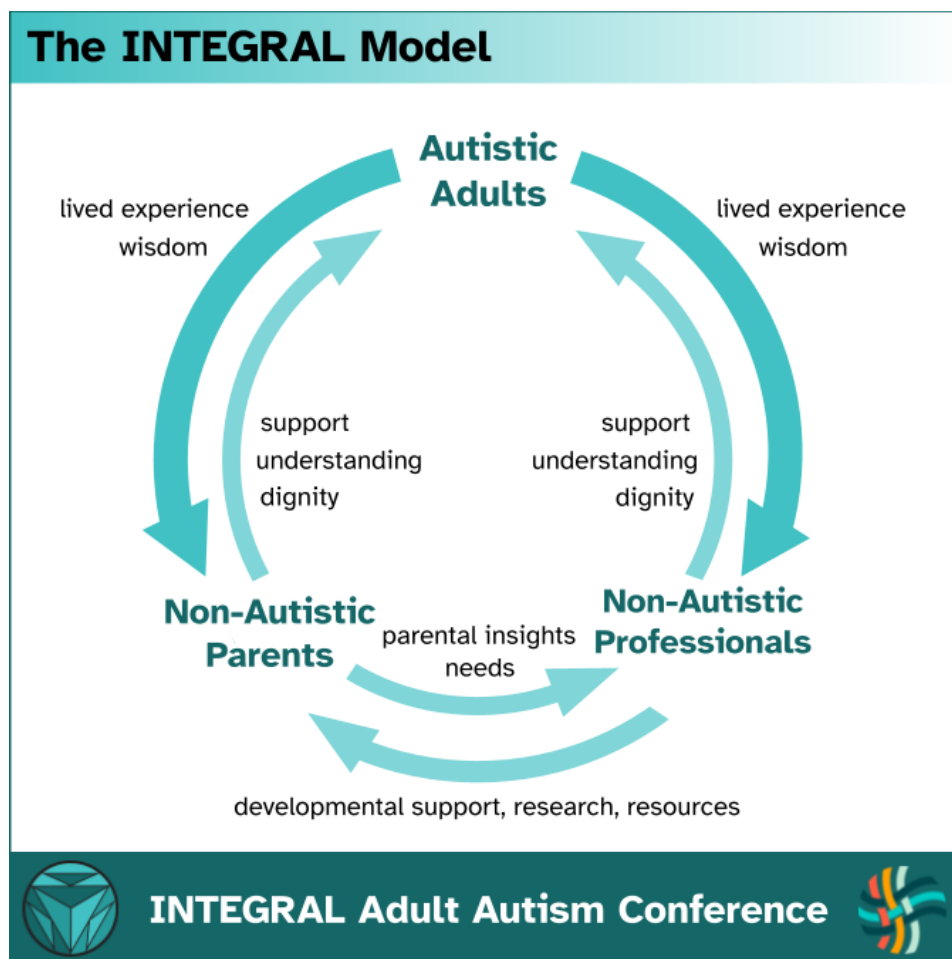 The INTEGRAL Model
Autistic
Adults
lived experience
wisdom
lived experience
wisdom
support
understanding
dignity
support
understanding
dignity
Non-Autistic
Parents
Non-Autistic
Professionals
parental insights
needs
developmental support, research, resources
INTEGRAL Adult Autism Conference